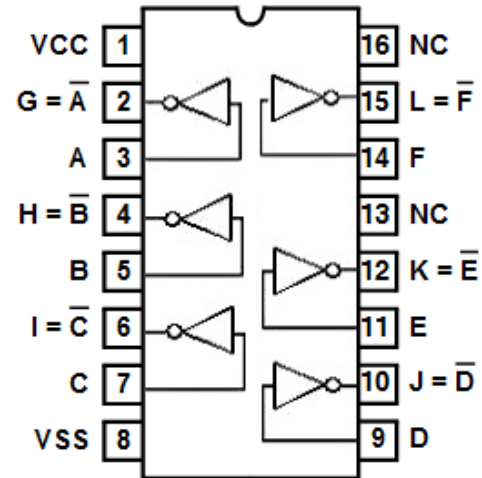 VCC 1 16 NC
G = A̅ 2 15 L = F̅
A 3 14 F
H = B̅ 4 13 NC
B 5 12 K = E̅
I = C̅ 6 11 E
C 7 10 J = D̅
VSS 8 9 D